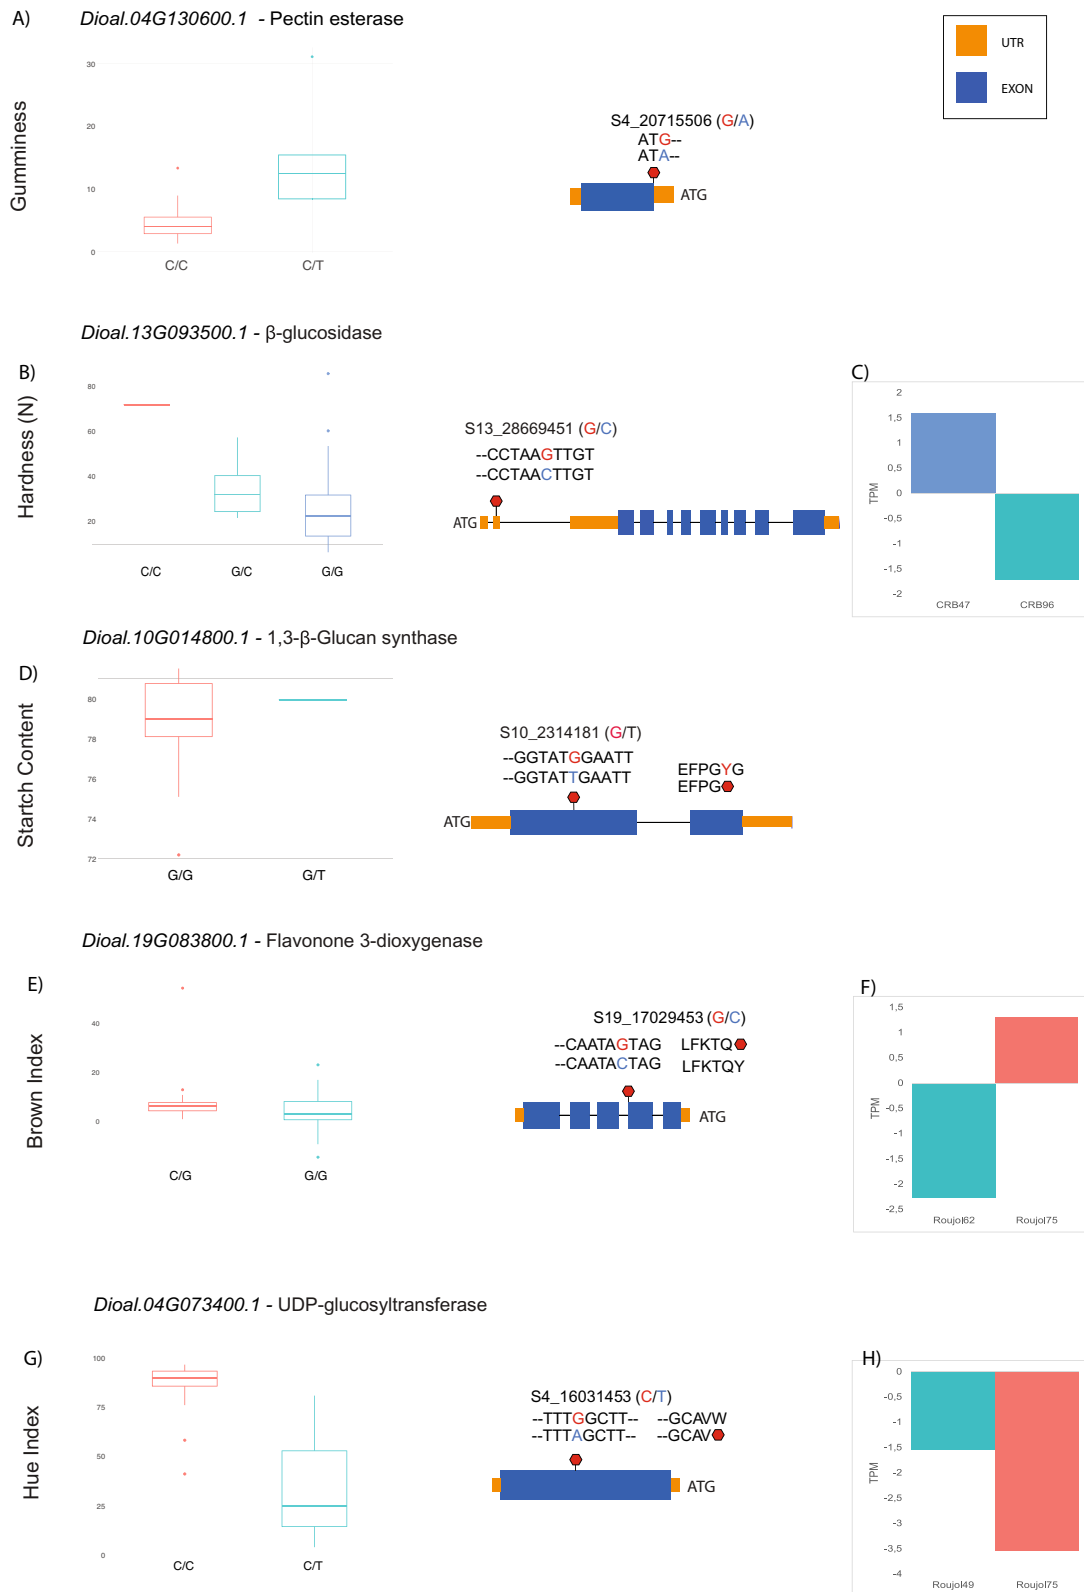 A)
Dioal.04G130600.1 - Pectin esterase
UTR
EXON
Gumminess
30
20
10
0
C/C
C/T
S4_20715506 (G/A)
ATG--
ATA--
ATG
Dioal.13G093500.1 - β-glucosidase
B)
Hardness (N)
80
60
40
20
C/C
G/C
G/G
S13_28669451 (G/C)
--CCTAAGTTGT
--CCTAACTTGT
ATG
C)
TPM
2
1,5
1
0,5
0
-0,5
-1
-1,5
-2
CRB47
CRB96
Dioal.10G014800.1 - 1,3-β-Glucan synthase
D)
Startch Content
80
78
76
74
72
G/G
G/T
S10_2314181 (G/T)
--GGTATGGAATT
--GGTATTGAATT
EFPGYG
EFPG
ATG
Dioal.19G083800.1 - Flavonone 3-dioxygenase
E)
Brown Index
40
20
0
C/G
G/G
S19_17029453 (G/C)
--CAATAGTAG
LFKTQ
--CAATACTAG
LFKTQY
ATG
F)
TPM
1,5
1
0,5
0
-0,5
-1
-1,5
-2
-2,5
Roujol62
Roujol75
Dioal.04G073400.1 - UDP-glucosyltransferase
G)
Hue Index
100
75
50
25
0
C/C
C/T
S4_16031453 (C/T)
--TTTGGCTT--
--GCAVW
--TTTAGCTT--
--GCAV
ATG
H)
TPM
0
-0,5
-1
-1,5
-2
-2,5
-3
-3,5
-4
Roujol49
Roujol75